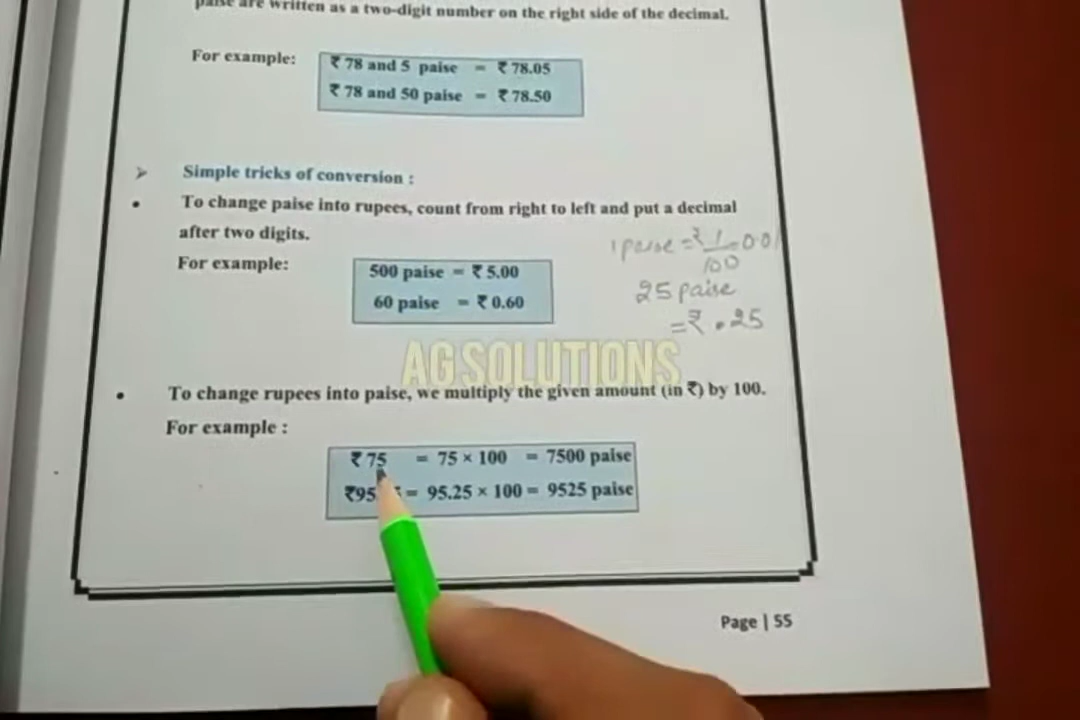 paise are written as a two-digit number on the right side of the decimal.
For example:
₹ 78 and 5 paise = ₹ 78.05
₹ 78 and 50 paise = ₹ 78.50
➢ Simple tricks of conversion :
• To change paise into rupees, count from right to left and put a decimal
after two digits.
For example:
500 paise = ₹ 5.00
60 paise = ₹ 0.60
1 paise = ₹ 1/100 = 0.01
25 paise
= ₹ .25
AG SOLUTIONS
• To change rupees into paise, we multiply the given amount (in ₹) by 100.
For example :
₹ 75 = 75 × 100 = 7500 paise
₹95. = 95.25 × 100 = 9525 paise
Page | 55